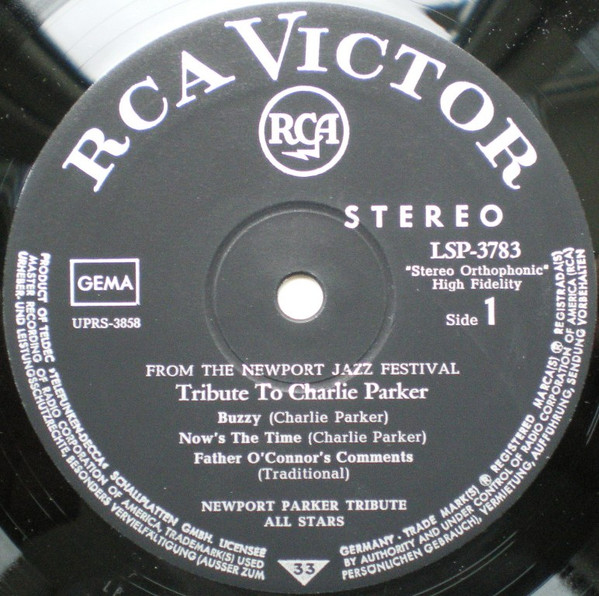 RCA VICTOR
RCA
STEREO
LSP-3783
"Stereo Orthophonic"
High Fidelity
Side 1
GEMA
UPRS-3858
FROM THE NEWPORT JAZZ FESTIVAL
Tribute To Charlie Parker
Buzzy (Charlie Parker)
Now's The Time (Charlie Parker)
Father O'Connor's Comments
(Traditional)
NEWPORT PARKER TRIBUTE
ALL STARS
33
PRODUCT OF TELDEC »TELEFUNKEN-DECCA« SCHALLPLATTEN GMBH. LICENSEE
MASTER RECORDING OF RADIO CORPORATION OF AMERICA, TRADEMARK(S) USED
URHEBER. UND LEISTUNGSSCHUTZRECHTE, BESONDERS VERVIELFÄLTIGUNG (AUSSER ZUM
GERMANY · TRADE MARK(S) ® REGISTERED MARCA(S) ® REGISTRADA(S)
BY AUTHORITY AND UNDER CONTROL OF RADIO CORPORATION OF AMERICA (RCA)
PERSÖNLICHEN GEBRAUCH), VERMIETUNG, AUFFÜHRUNG, SENDUNG VORBEHALTEN